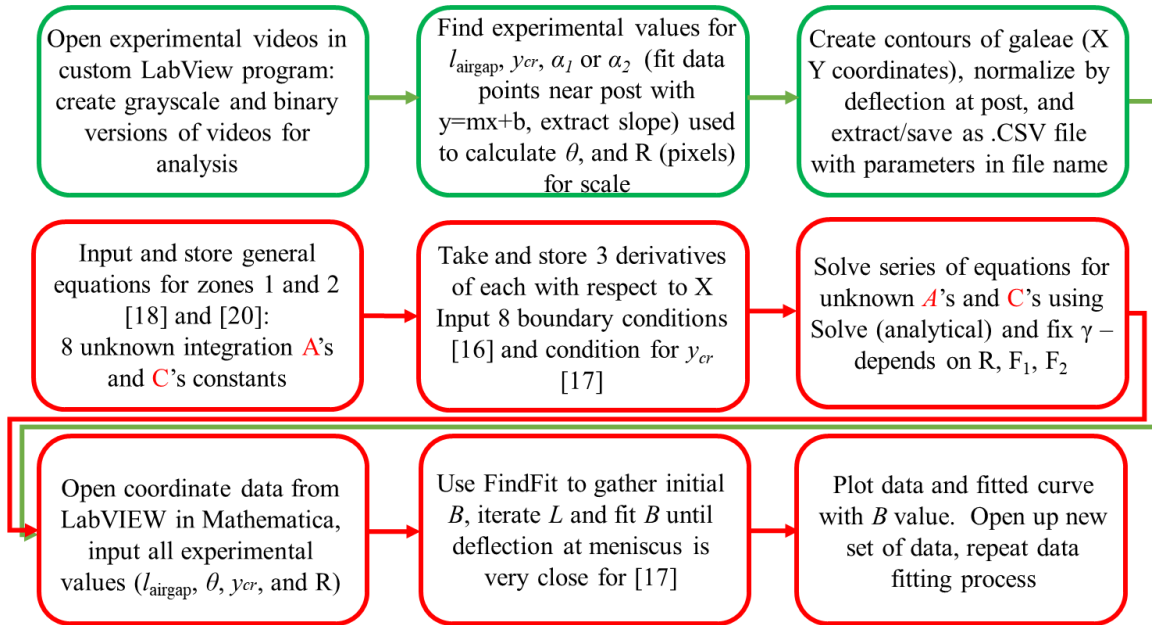 Open experimental videos in
custom LabView program:
create grayscale and binary
versions of videos for
analysis
Find experimental values for
lairgap, ycr, α1 or α2 (fit data
points near post with
y=mx+b, extract slope) used
to calculate θ, and R (pixels)
for scale
Create contours of galeae (X
Y coordinates), normalize by
deflection at post, and
extract/save as .CSV file
with parameters in file name
Input and store general
equations for zones 1 and 2
[18] and [20]:
8 unknown integration A’s
and C’s constants
Take and store 3 derivatives
of each with respect to X
Input 8 boundary conditions
[16] and condition for ycr
[17]
Solve series of equations for
unknown A’s and C’s using
Solve (analytical) and fix γ –
depends on R, F1, F2
Open coordinate data from
LabVIEW in Mathematica,
input all experimental
values (lairgap, θ, ycr, and R)
Use FindFit to gather initial
B, iterate L and fit B until
deflection at meniscus is
very close for [17]
Plot data and fitted curve
with B value.  Open up new
set of data, repeat data
fitting process